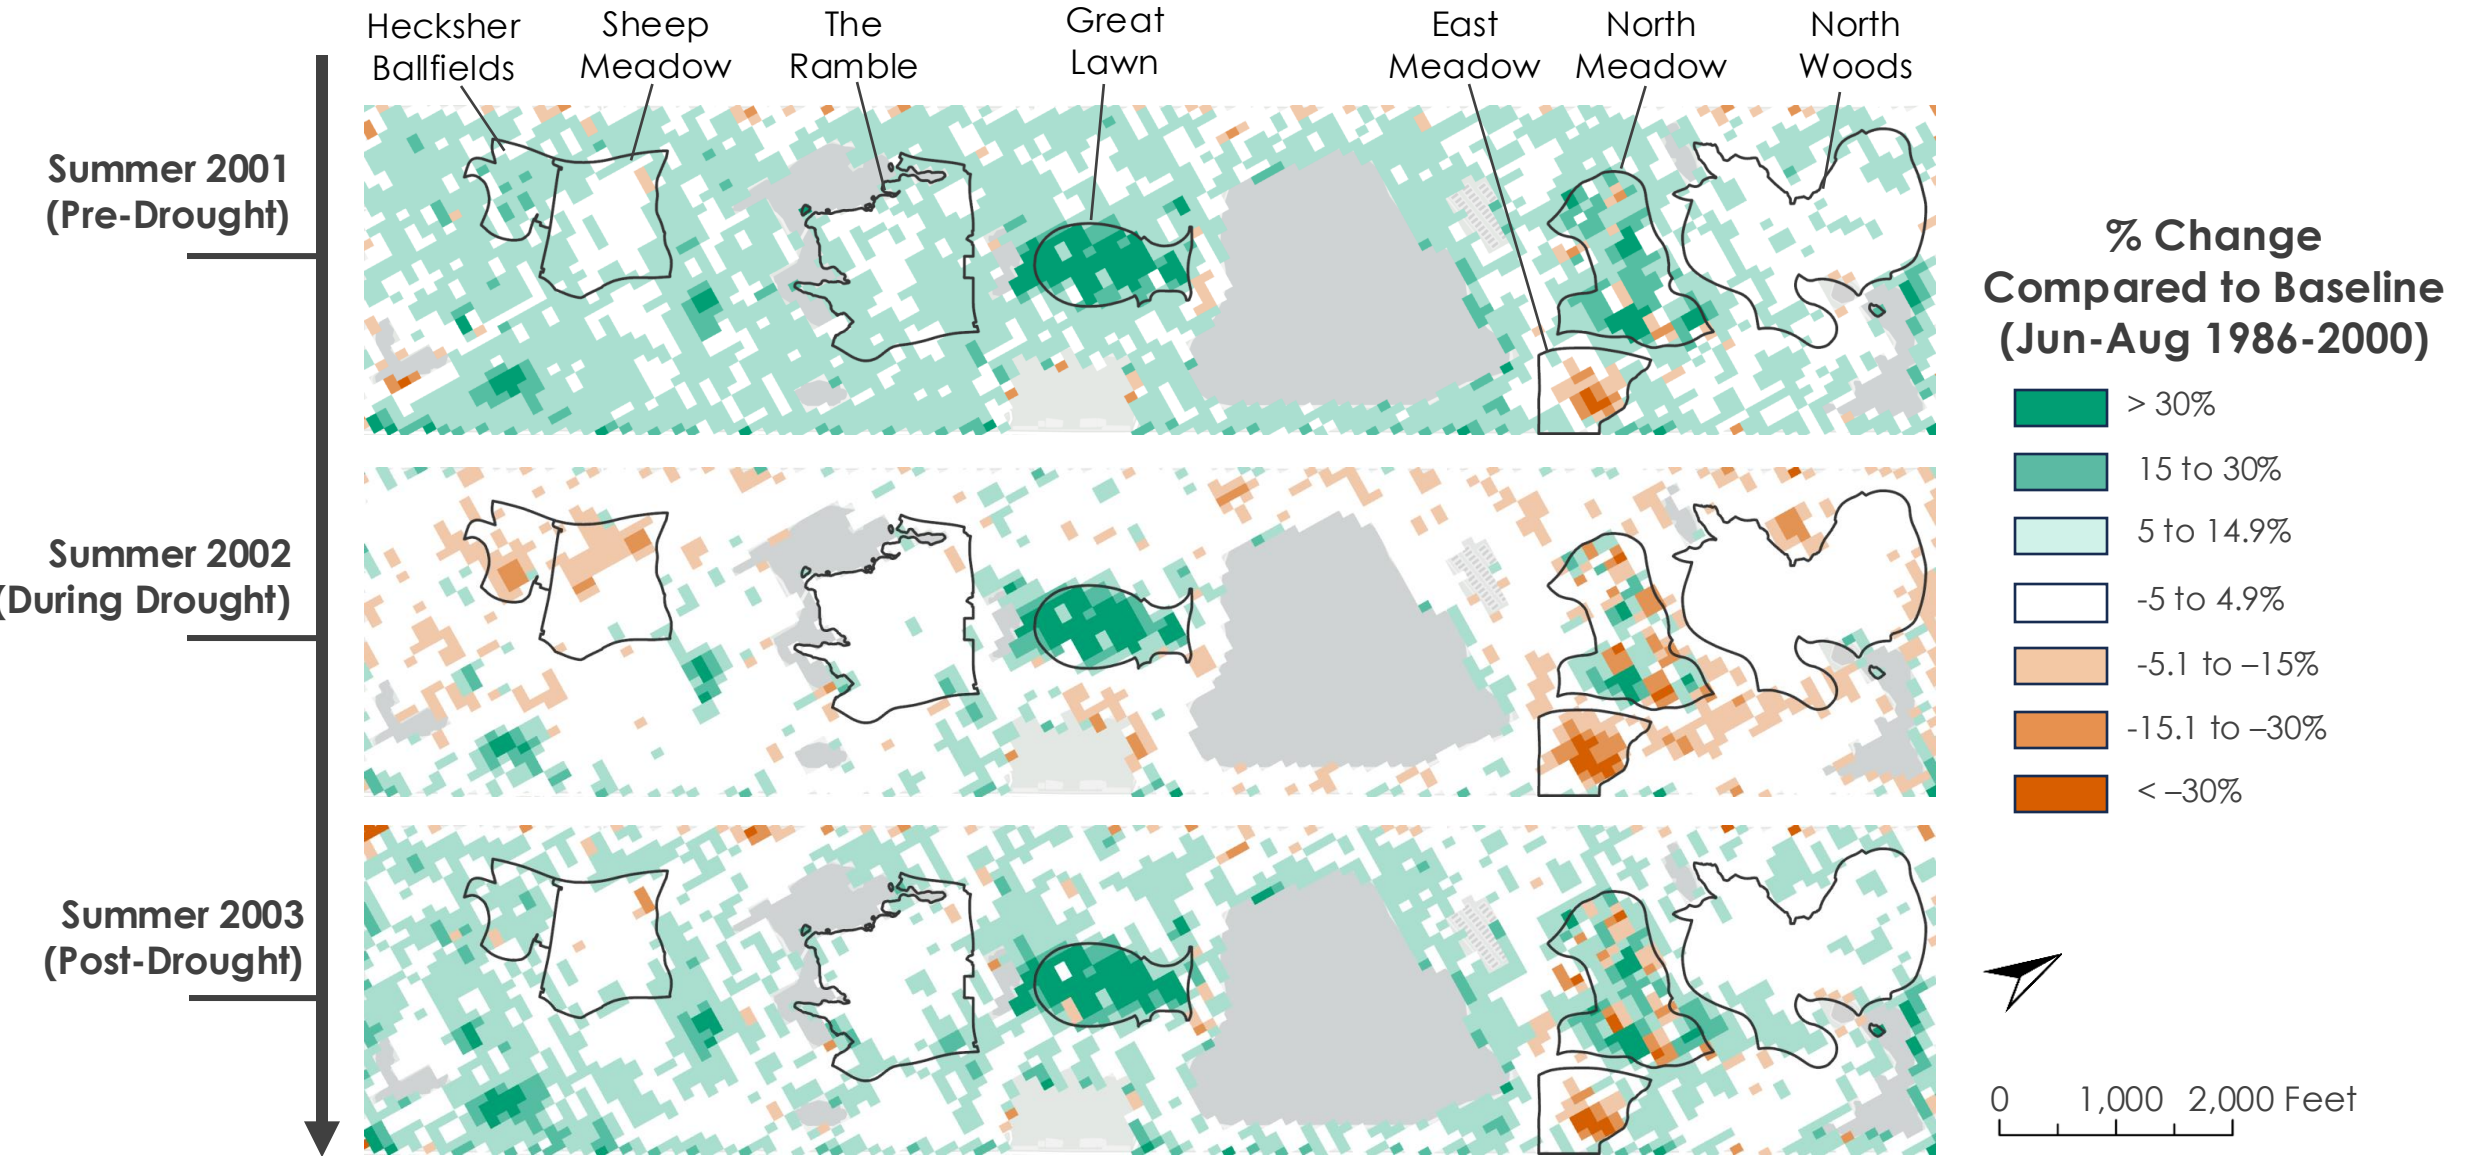 Hecksher
Ballfields
Sheep
Meadow
The
Ramble
Great
Lawn
East
Meadow
North
Meadow
North
Woods
Summer 2001
(Pre-Drought)
Summer 2002
(During Drought)
Summer 2003
(Post-Drought)
% Change
Compared to Baseline
(Jun-Aug 1986-2000)
> 30%
15 to 30%
5 to 14.9%
-5 to 4.9%
-5.1 to –15%
-15.1 to –30%
< –30%
0 1,000 2,000 Feet